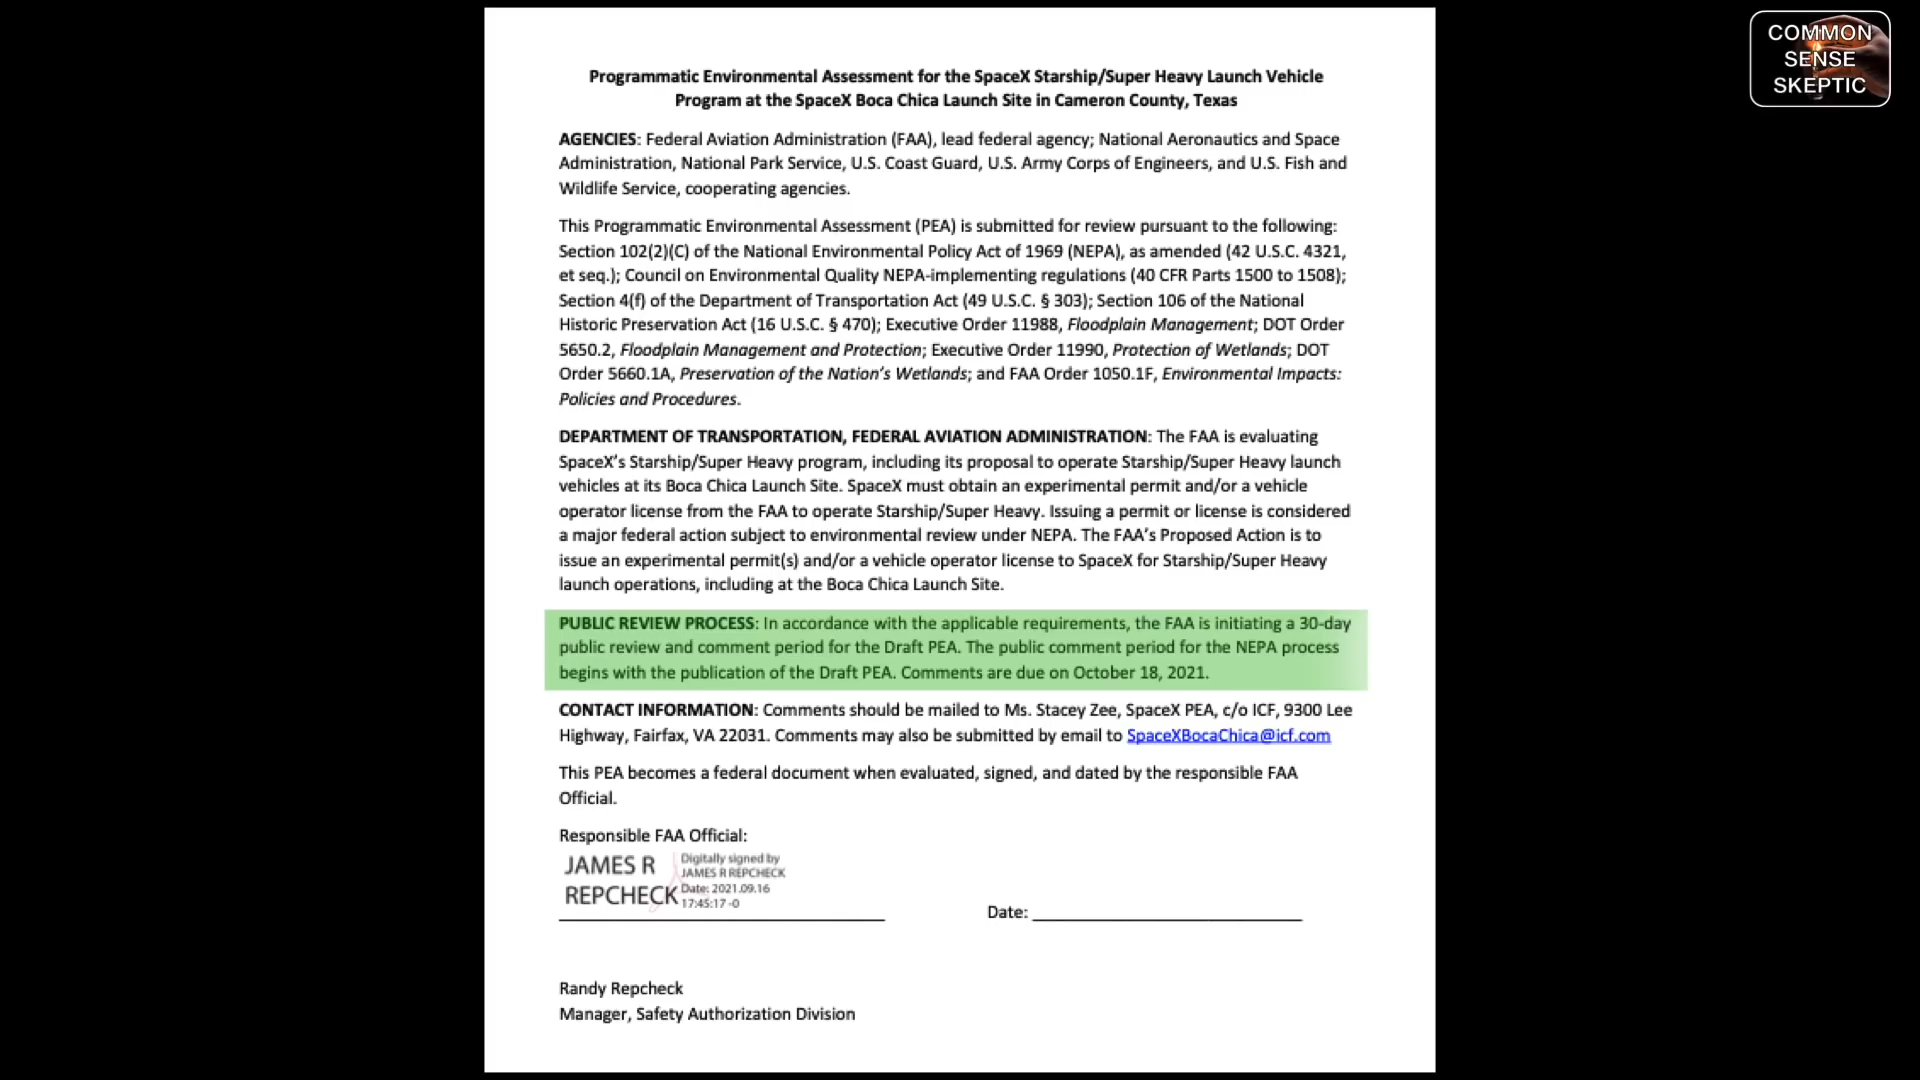 Programmatic Environmental Assessment for the SpaceX Starship/Super Heavy Launch Vehicle
Program at the SpaceX Boca Chica Launch Site in Cameron County, Texas
AGENCIES: Federal Aviation Administration (FAA), lead federal agency; National Aeronautics and Space
Administration, National Park Service, U.S. Coast Guard, U.S. Army Corps of Engineers, and U.S. Fish and
Wildlife Service, cooperating agencies.
This Programmatic Environmental Assessment (PEA) is submitted for review pursuant to the following:
Section 102(2)(C) of the National Environmental Policy Act of 1969 (NEPA), as amended (42 U.S.C. 4321,
et seq.); Council on Environmental Quality NEPA-implementing regulations (40 CFR Parts 1500 to 1508);
Section 4(f) of the Department of Transportation Act (49 U.S.C. § 303); Section 106 of the National
Historic Preservation Act (16 U.S.C. § 470); Executive Order 11988, Floodplain Management; DOT Order
5650.2, Floodplain Management and Protection; Executive Order 11990, Protection of Wetlands; DOT
Order 5660.1A, Preservation of the Nation's Wetlands; and FAA Order 1050.1F, Environmental Impacts:
Policies and Procedures.
DEPARTMENT OF TRANSPORTATION, FEDERAL AVIATION ADMINISTRATION: The FAA is evaluating
SpaceX's Starship/Super Heavy program, including its proposal to operate Starship/Super Heavy launch
vehicles at its Boca Chica Launch Site. SpaceX must obtain an experimental permit and/or a vehicle
operator license from the FAA to operate Starship/Super Heavy. Issuing a permit or license is considered
a major federal action subject to environmental review under NEPA. The FAA's Proposed Action is to
issue an experimental permit(s) and/or a vehicle operator license to SpaceX for Starship/Super Heavy
launch operations, including at the Boca Chica Launch Site.
PUBLIC REVIEW PROCESS: In accordance with the applicable requirements, the FAA is initiating a 30-day
public review and comment period for the Draft PEA. The public comment period for the NEPA process
begins with the publication of the Draft PEA. Comments are due on October 18, 2021.
CONTACT INFORMATION: Comments should be mailed to Ms. Stacey Zee, SpaceX PEA, c/o ICF, 9300 Lee
Highway, Fairfax, VA 22031. Comments may also be submitted by email to SpaceXBocaChica@icf.com
This PEA becomes a federal document when evaluated, signed, and dated by the responsible FAA
Official.
Responsible FAA Official:
JAMES R
REPCHECK
Digitally signed by
JAMES R REPCHECK
Date: 2021.09.16
17:45:17 -0
Date:
Randy Repcheck
Manager, Safety Authorization Division
COMMON
SENSE
SKEPTIC